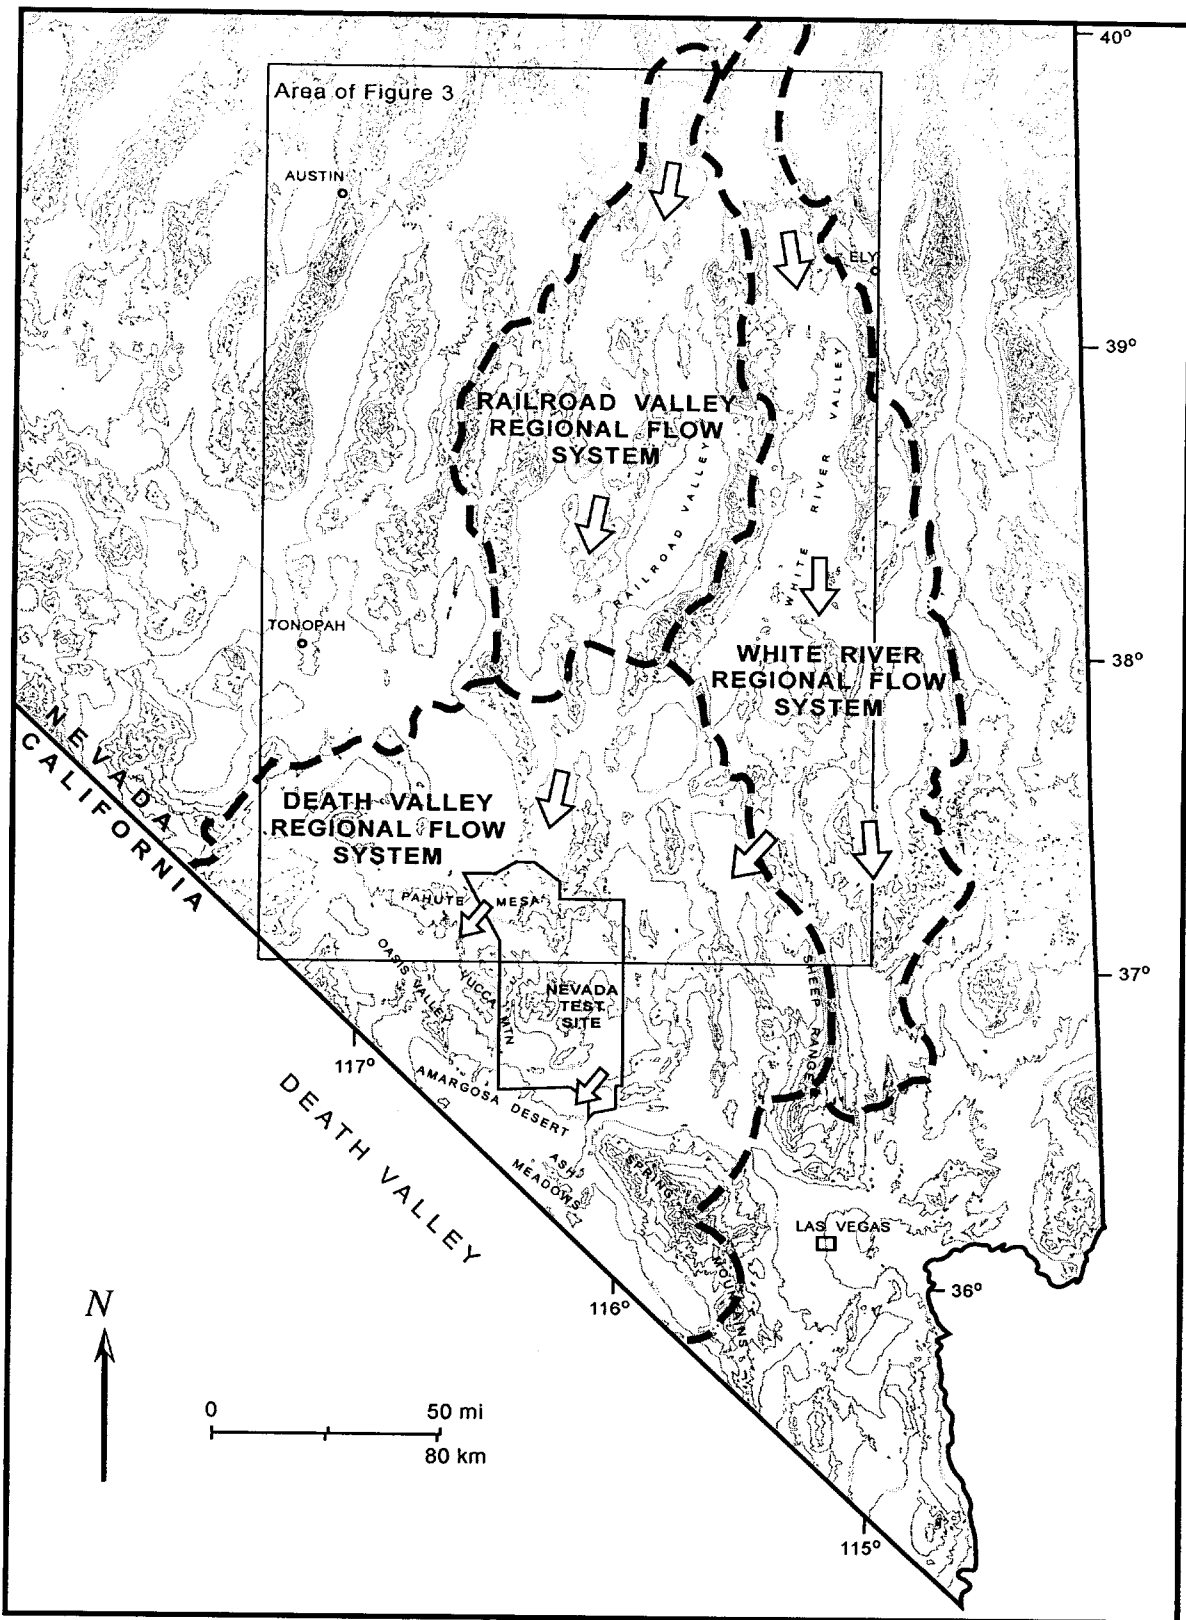 40°
Area of Figure 3
AUSTIN
ELY
39°
RAILROAD VALLEY
REGIONAL FLOW
SYSTEM
RAILROAD VALLEY
WHITE RIVER VALLEY
TONOPAH
38°
WHITE RIVER
REGIONAL FLOW
SYSTEM
NEVADA
CALIFORNIA
DEATH VALLEY
REGIONAL FLOW
SYSTEM
PAHUTE MESA
OASIS VALLEY
YUCCA MTN
NEVADA
TEST
SITE
SHEEP RANGE
37°
117°
AMARGOSA DESERT
DEATH VALLEY
ASH
MEADOWS
SPRING MOUNTAINS
LAS VEGAS
36°
116°
N
0 50 mi
80 km
115°